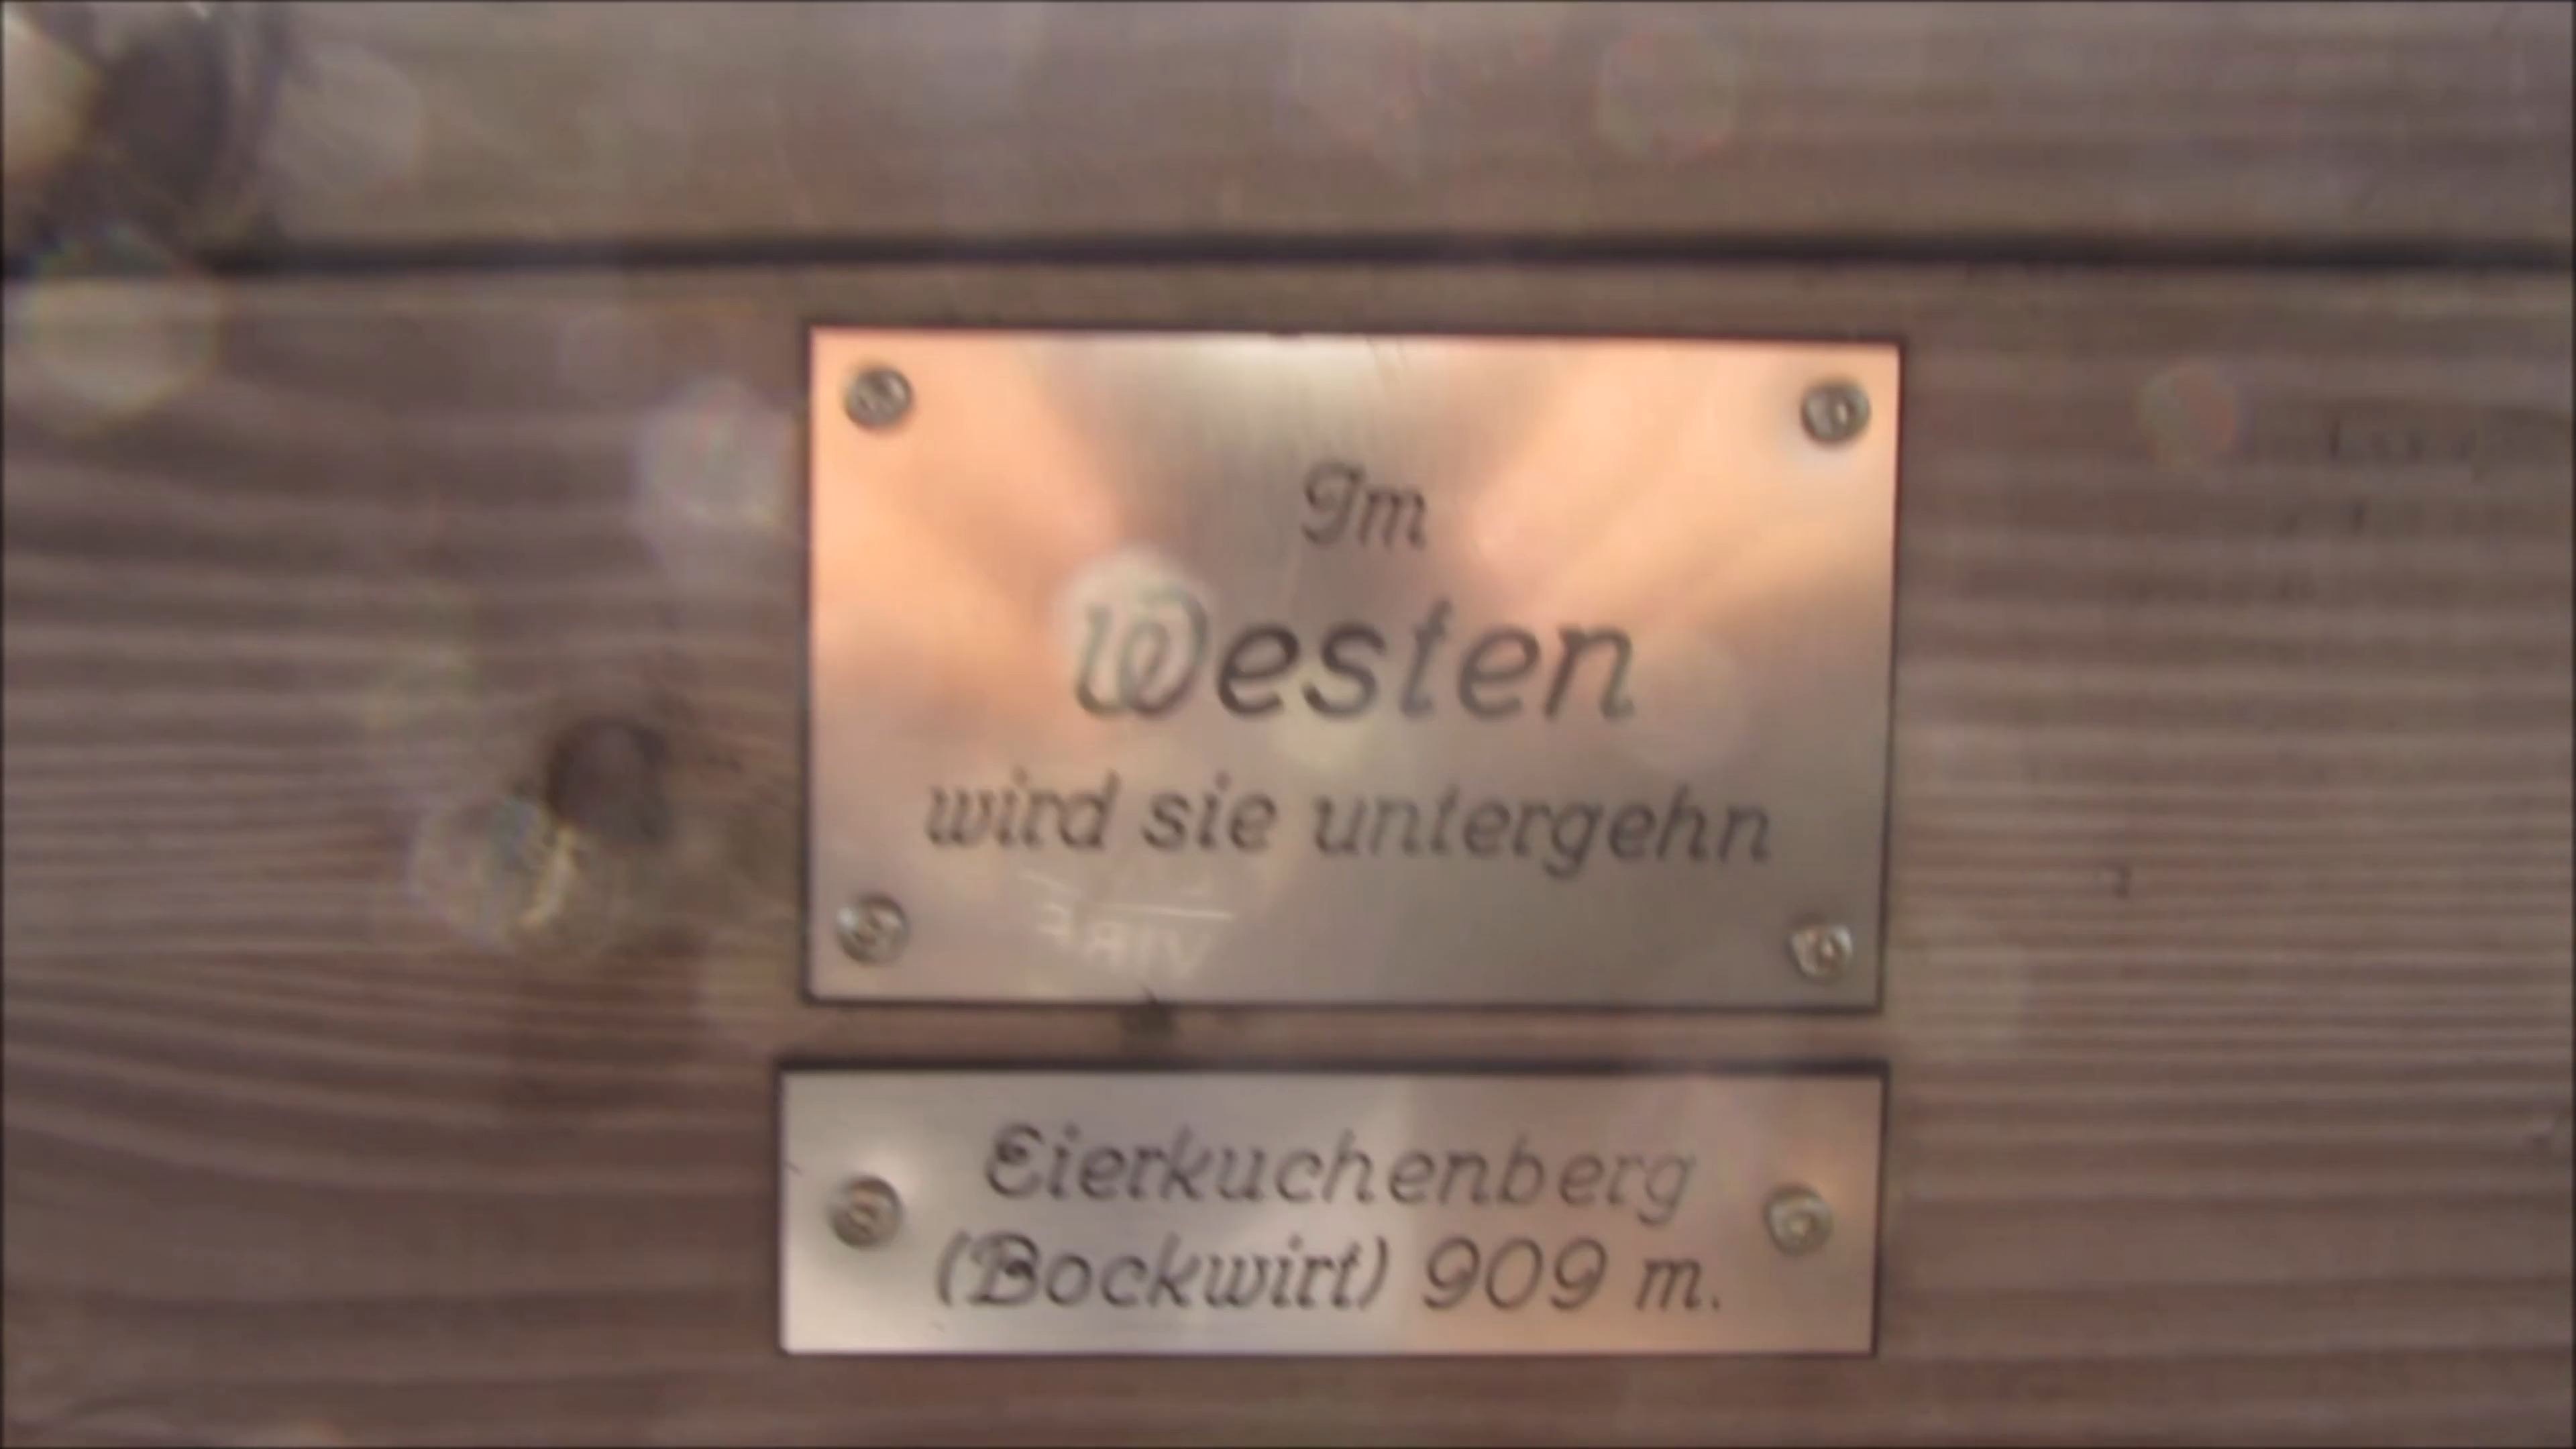 Im
Westen
wird sie untergehn
Eierkuchenberg
(Bockwirt) 909 m.